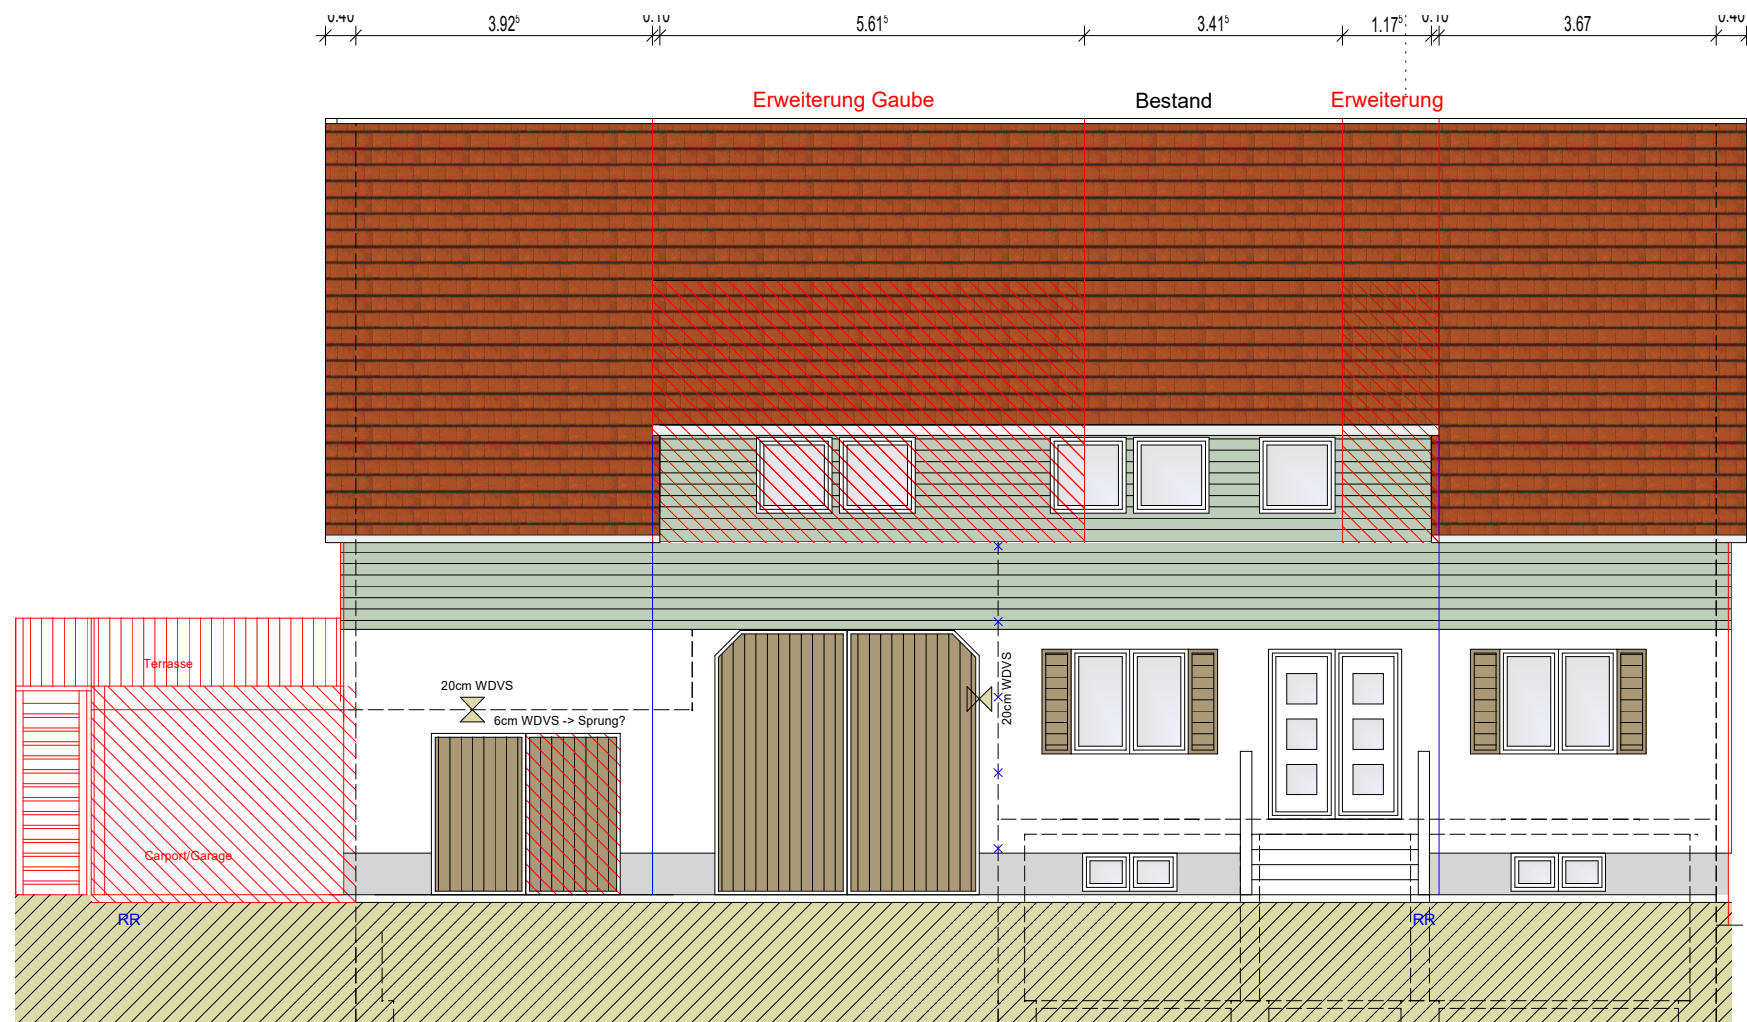 0.40 3.92⁵ 0.10 5.61⁵ 3.41⁵ 1.17⁵ 0.10 3.67 0.40
Erweiterung Gaube Bestand Erweiterung
Terrasse
20cm WDVS
20cm WDVS
6cm WDVS -> Sprung?
Carport/Garage
RR RR